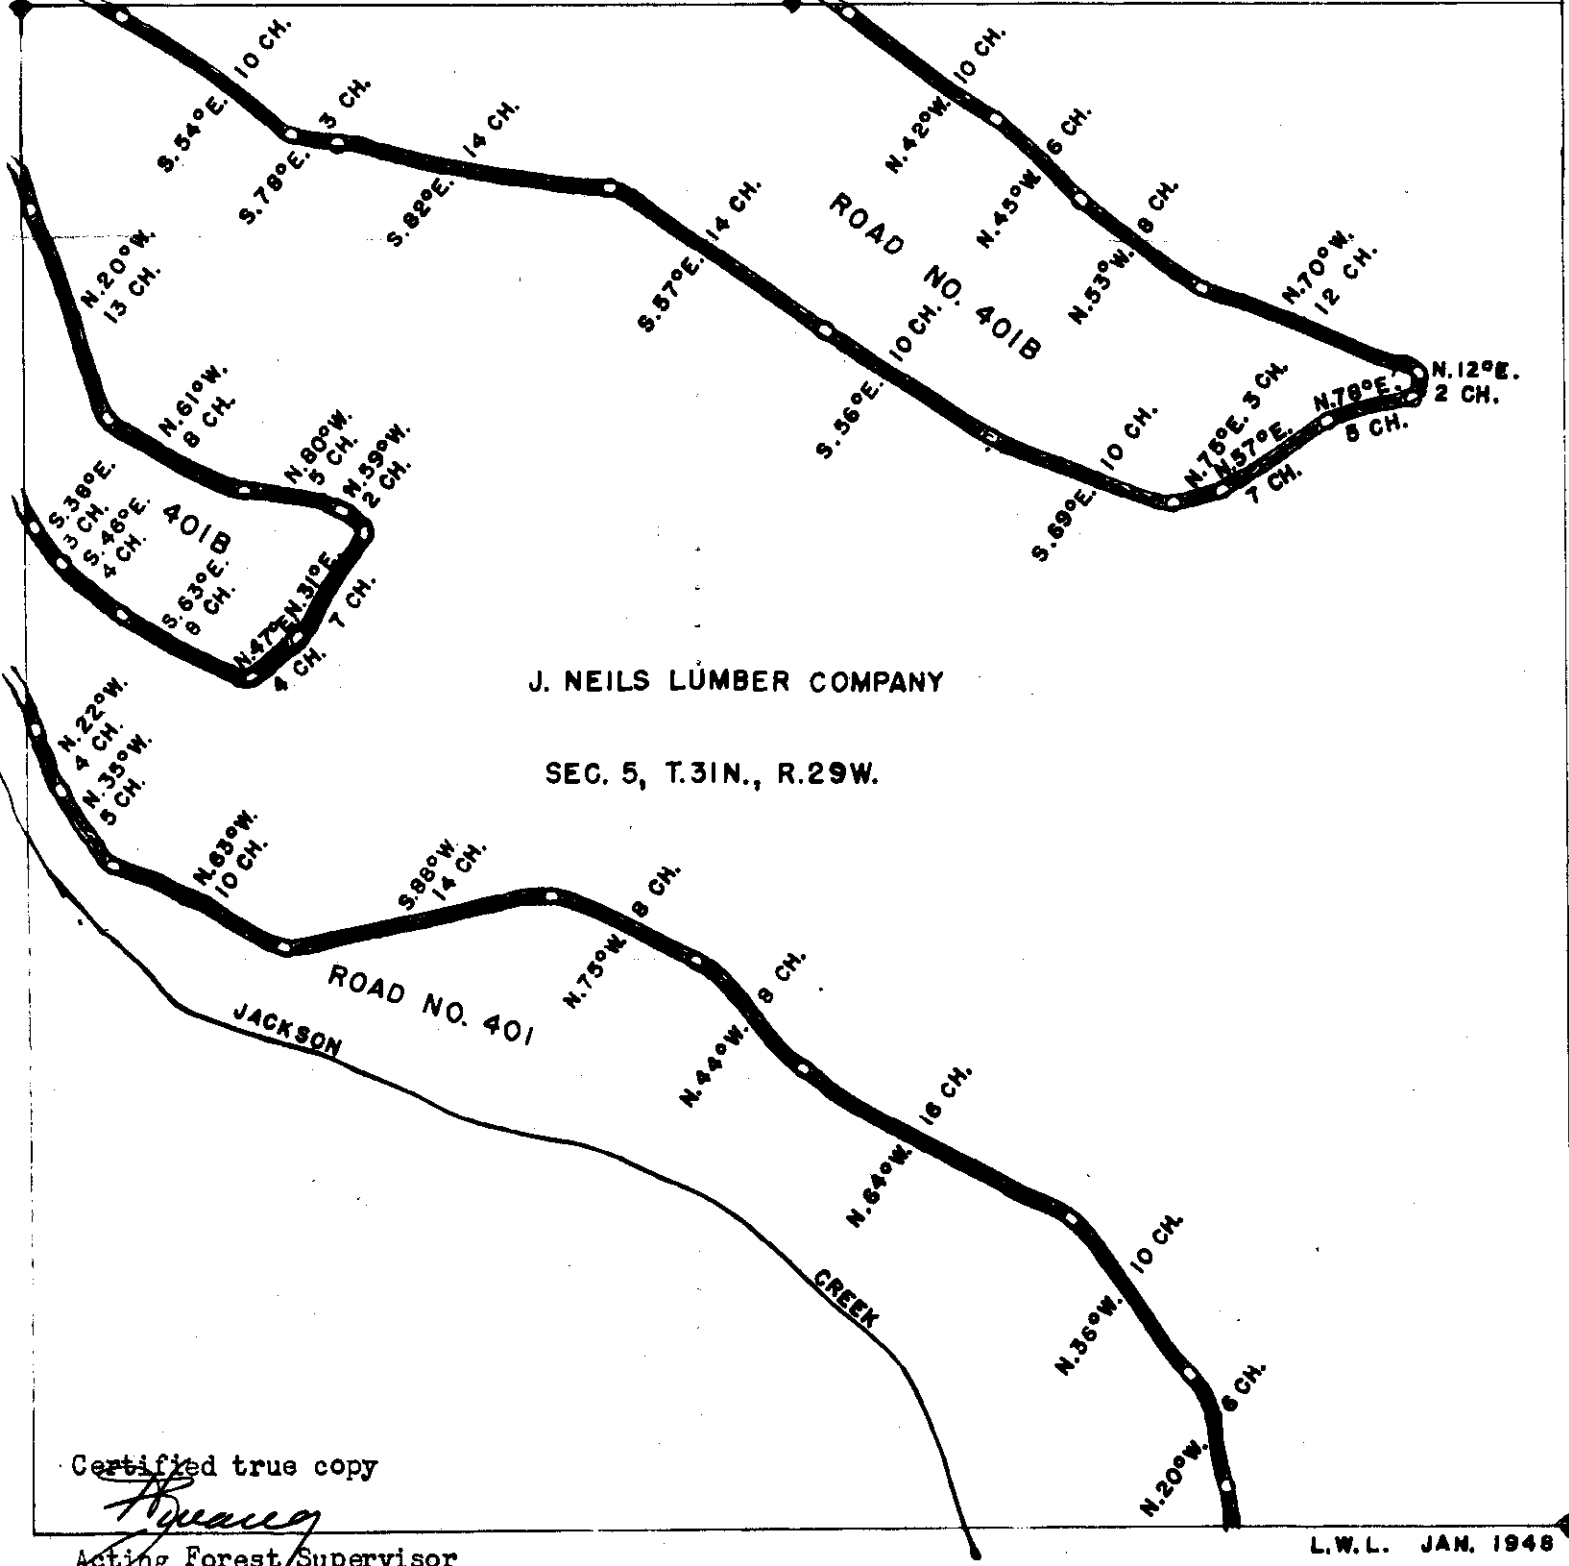 S.54°E. 10 CH.
S.78°E. 3 CH.
S.82°E. 14 CH.
S.57°E. 14 CH.
S.56°E. 10 CH.
S.69°E. 10 CH.
N.75°E. 3 CH.
N.57°E.
7 CH.
N.78°E.
5 CH.
N.12°E.
2 CH.
N.70°W.
12 CH.
N.53°W. 8 CH.
N.45°W. 6 CH.
N.42°W. 10 CH.
ROAD NO. 401B
N.20°W.
13 CH.
N.61°W.
8 CH.
N.80°W.
5 CH.
N.59°W.
2 CH.
N.31°E.
7 CH.
N.47°E.
4 CH.
S.63°E.
8 CH.
S.46°E.
4 CH.
S.38°E.
3 CH.
401B
J. NEILS LUMBER COMPANY
SEC. 5, T.31N., R.29W.
N.22°W.
4 CH.
N.35°W.
5 CH.
N.63°W.
10 CH.
S.88°W.
14 CH.
N.75°W. 8 CH.
N.44°W. 8 CH.
N.64°W. 16 CH.
N.36°W. 10 CH.
N.20°W. 6 CH.
ROAD NO. 401
JACKSON CREEK
Certified true copy
Acting Forest Supervisor
L.W.L. JAN. 1948